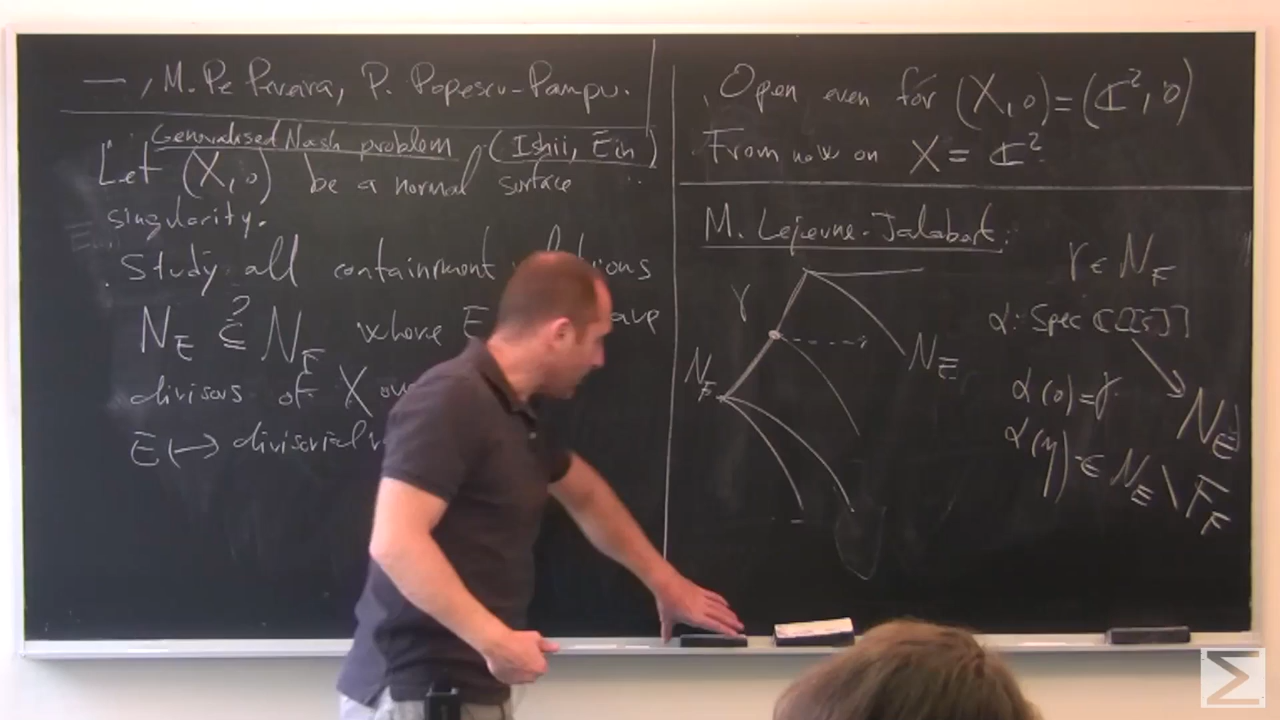 —, M. Pe Pereira, P. Popescu-Pampu.
Generalised Nash problem (Ishii, Ein)
Let (X,0) be a normal surface
singularity.
Study all containment
N_E ⊆? N_F where E
divisors of X
E ↦ divisorial
Open even for (X,0)=(ℂ²,0)
From now on X = ℂ²
M. Lejeune-Jalabert:
γ
N_F
N_E
γ ∈ N_F
α: Spec ℂ[[s]]
N_E
α(0)=γ
α(η) ∈ N_E \ N_F
Σ